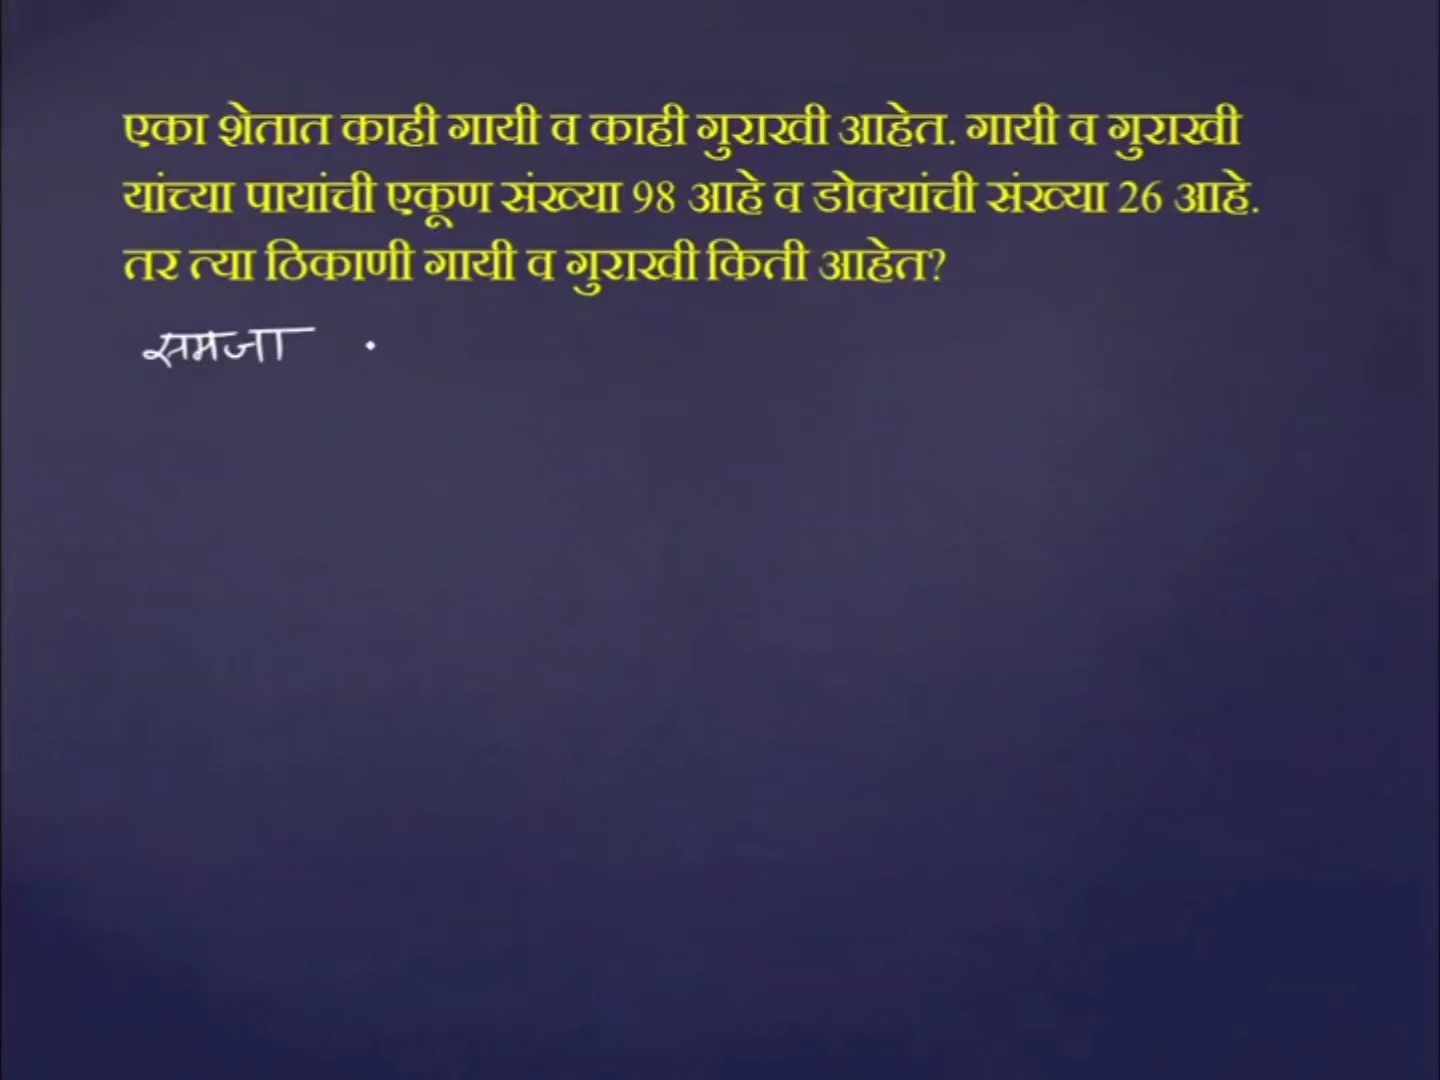 एका शेतात काही गायी व काही गुराखी आहेत. गायी व गुराखी
यांच्या पायांची एकूण संख्या 98 आहे व डोक्यांची संख्या 26 आहे.
तर त्या ठिकाणी गायी व गुराखी किती आहेत?
समजा